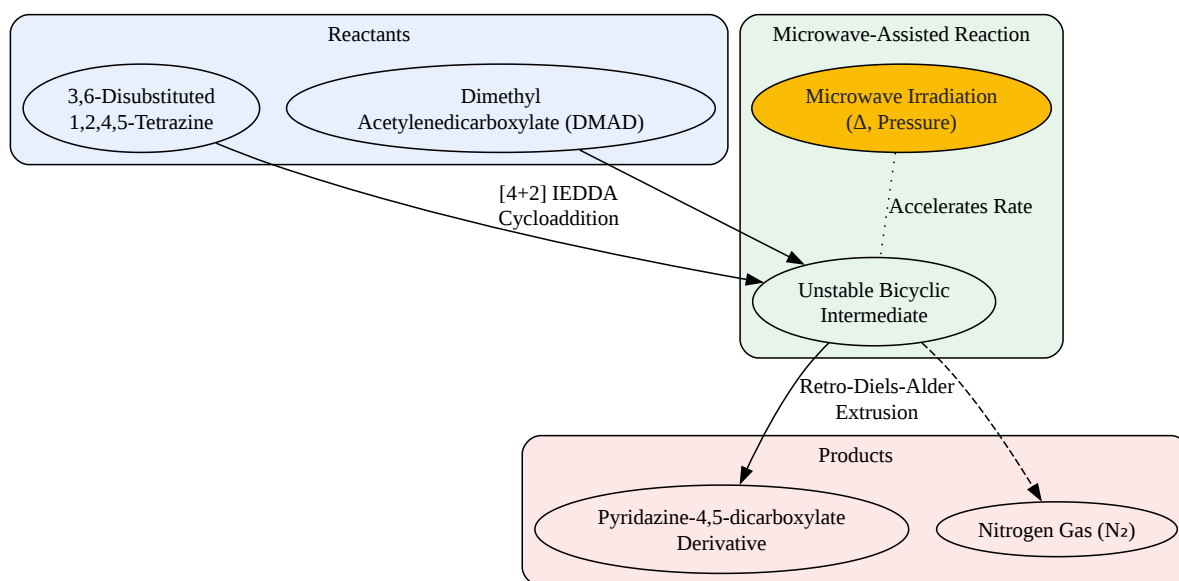 Reactants
Microwave-Assisted Reaction
3,6-Disubstituted
1,2,4,5-Tetrazine
Dimethyl
Acetylenedicarboxylate (DMAD)
Microwave Irradiation
(Δ, Pressure)
[4+2] IEDDA
Cycloaddition
Accelerates Rate
Unstable Bicyclic
Intermediate
Retro-Diels-Alder
Extrusion
Products
Pyridazine-4,5-dicarboxylate
Derivative
Nitrogen Gas (N₂)